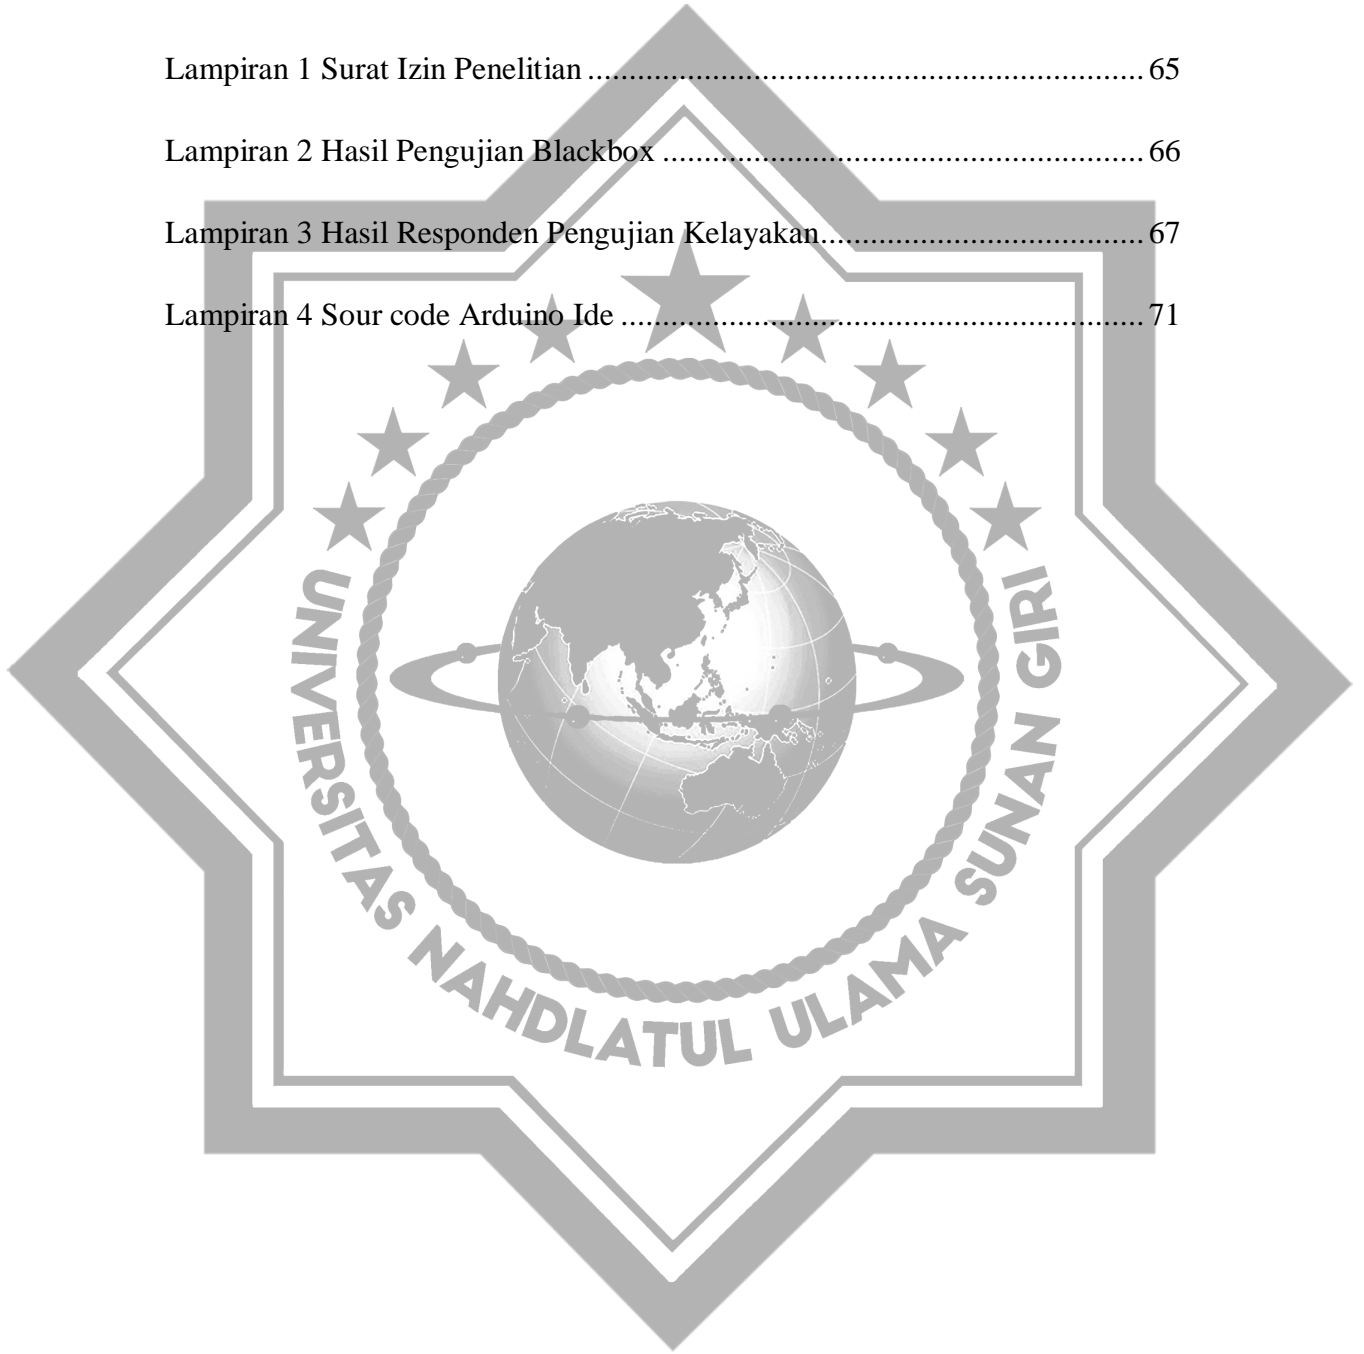 Lampiran 1 Surat Izin Penelitian ................................................................... 65
Lampiran 2 Hasil Pengujian Blackbox .......................................................... 66
Lampiran 3 Hasil Responden Pengujian Kelayakan....................................... 67
Lampiran 4 Sour code Arduino Ide ............................................................... 71
UNIVERSITAS NAHDLATUL ULAMA SUNAN GIRI